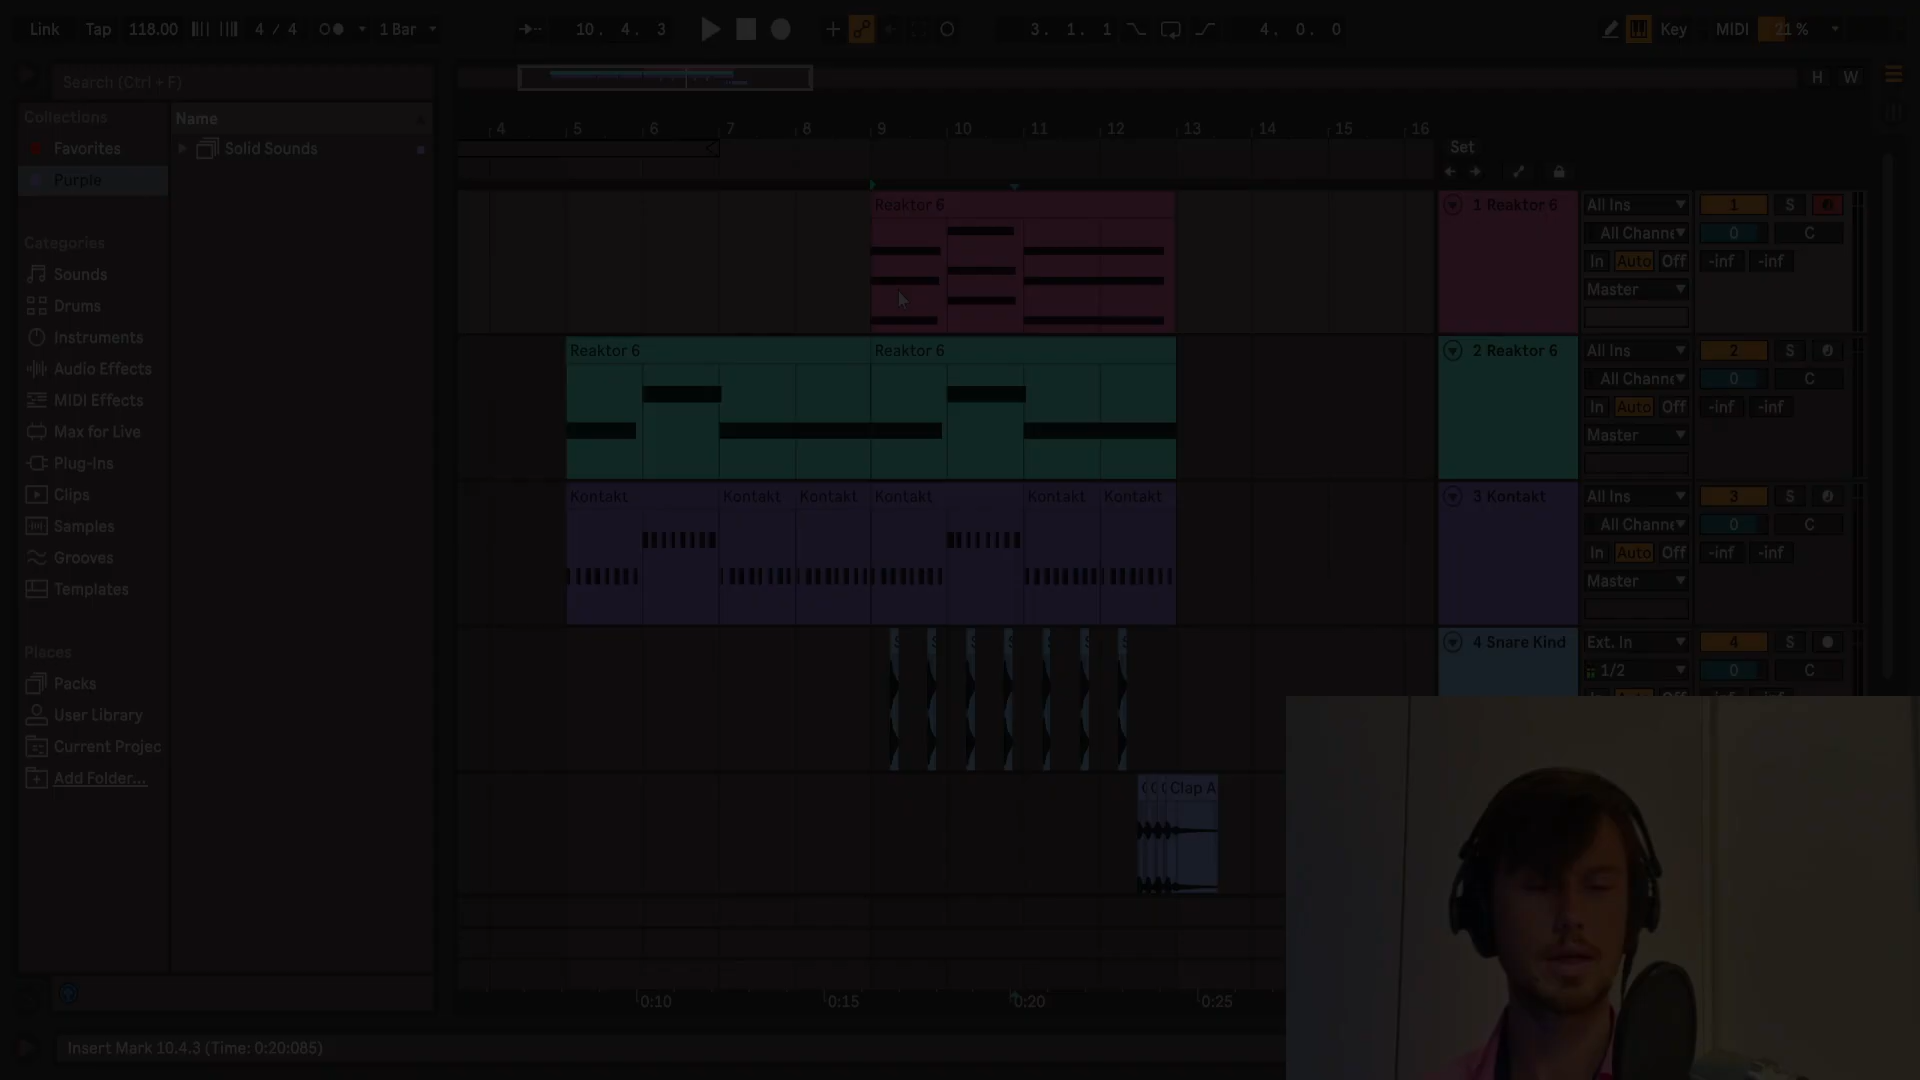 Link Tap 118.00 4 / 4 1 Bar 10. 4. 3 3. 1. 1 4. 0. 0 Key MIDI 21 %
Search (Ctrl + F)
H W
Collections
Name
Favorites
Solid Sounds
Purple
Categories
Sounds
Drums
Instruments
Audio Effects
MIDI Effects
Max for Live
Plug-Ins
Clips
Samples
Grooves
Templates
Places
Packs
User Library
Current Projec
Add Folder...
4 5 6 7 8 9 10 11 12 13 14 15 16
Set
Reaktor 6
1 Reaktor 6 All Ins 1 S
All Channe 0 C
In Auto Off -inf -inf
Master
Reaktor 6 Reaktor 6
2 Reaktor 6 All Ins 2 S
All Channe 0 C
In Auto Off -inf -inf
Master
Kontakt Kontakt Kontakt Kontakt Kontakt Kontakt
3 Kontakt All Ins 3 S
All Channe 0 C
In Auto Off -inf -inf
Master
4 Snare Kind Ext. In 4 S
1/2 0 C
Clap A
0:10 0:15 0:20 0:25
Insert Mark 10.4.3 (Time: 0:20:085)